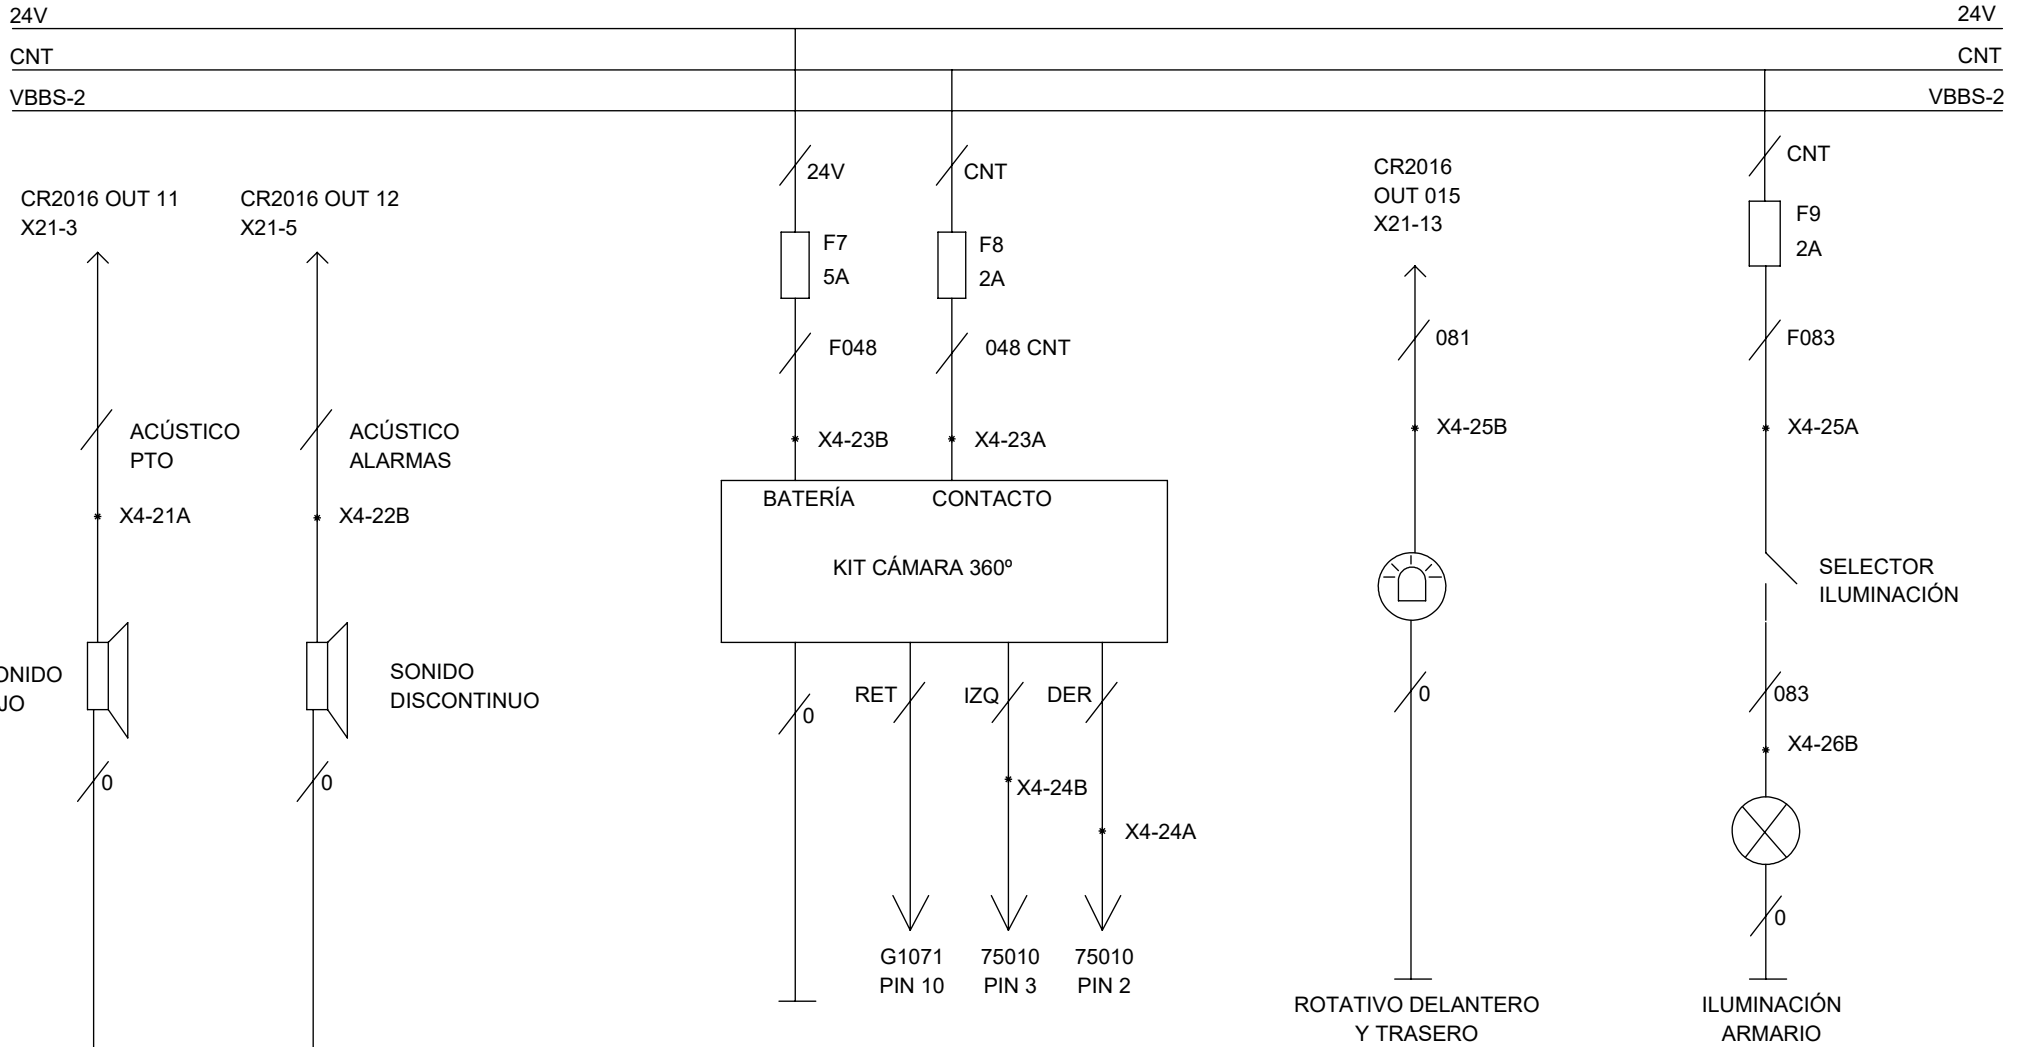 24V
24V
CNT
CNT
VBBS-2
VBBS-2
CR2016 OUT 11
X21-3
CR2016 OUT 12
X21-5
24V
CNT
CR2016
OUT 015
X21-13
CNT
F7
5A
F8
2A
F9
2A
F048
048 CNT
081
F083
ACÚSTICO
PTO
ACÚSTICO
ALARMAS
X4-23B
X4-23A
X4-25B
X4-25A
X4-21A
X4-22B
BATERÍA
CONTACTO
KIT CÁMARA 360º
SELECTOR
ILUMINACIÓN
SONIDO
DISCONTINUO
0
0
0
RET
IZQ
DER
0
083
X4-26B
X4-24B
X4-24A
0
G1071
PIN 10
75010
PIN 3
75010
PIN 2
ROTATIVO DELANTERO
Y TRASERO
ILUMINACIÓN
ARMARIO